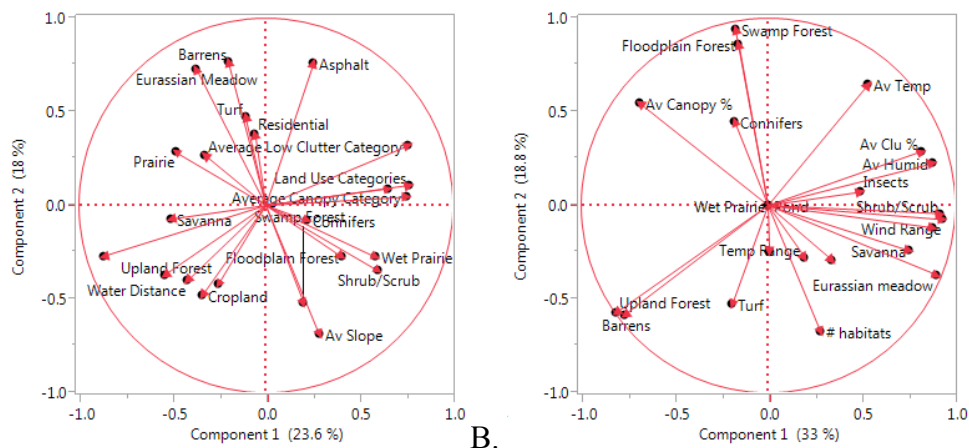 1.0
0.5
0.0
-0.5
-1.0
Component 2 (18 %)
Barrens
Eurassian Meadow
Asphalt
Turf
Residential
Average Low Clutter Category
Prairie
Land Use Categories
Average Canopy Category
Savanna
Swamp Forest
Connifers
Upland Forest
Floodplain Forest
Wet Prairie
Water Distance
Shrub/Scrub
Cropland
Av Slope
-1.0 -0.5 0.0 0.5 1.0
Component 1 (23.6 %)
B.
1.0
0.5
0.0
-0.5
-1.0
Component 2 (18.8 %)
Swamp Forest
Floodplain Forest
Av Temp
Av Canopy %
Connifers
Av Clu %
Av Humid
Insects
Wet Prairie
Pond
Shrub/Scrub
Wind Range
Temp Range
Savanna
Eurassian meadow
Upland Forest
Turf
Barrens
# habitats
-1.0 -0.5 0.0 0.5 1.0
Component 1 (33 %)